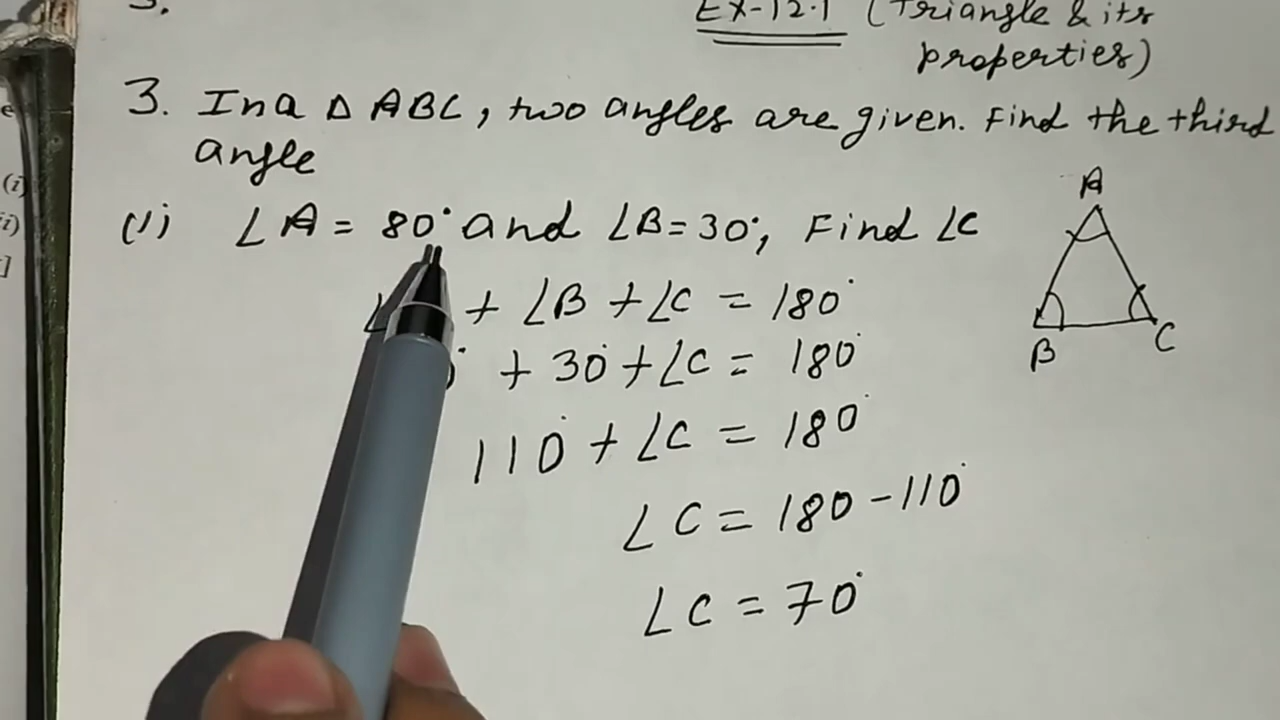 3.
Ex-12.1 (Triangle & its
properties)
3. In a △ ABC, two angles are given. Find the third
angle
(i) ∠A = 80° and ∠B = 30°, Find ∠C
A
B
C
∠ + ∠B + ∠C = 180°
+ 30° + ∠C = 180°
110° + ∠C = 180°
∠C = 180 - 110°
∠C = 70°
(i)